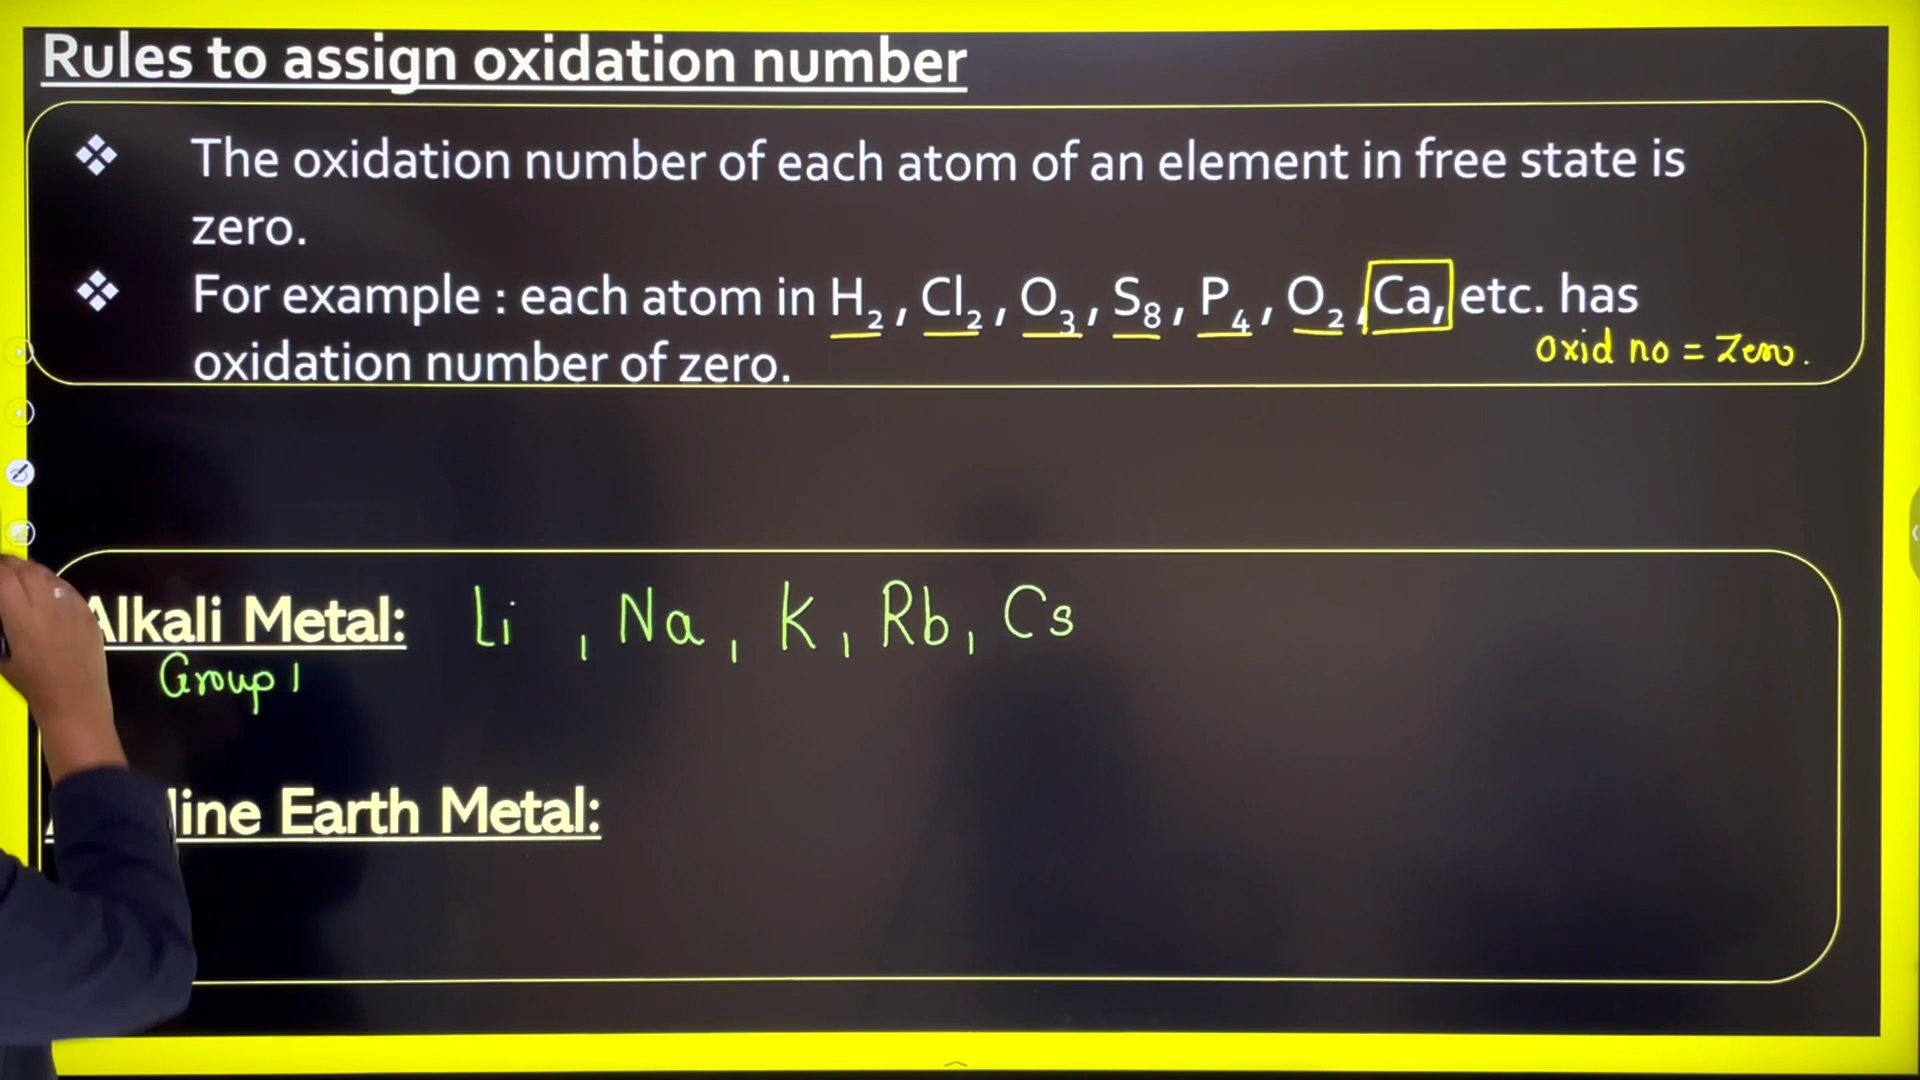 Rules to assign oxidation number
The oxidation number of each atom of an element in free state is
zero.
For example : each atom in H₂, Cl₂, O₃, S₈, P₄, O₂, Ca, etc. has
oxidation number of zero.
oxid no = Zero.
Alkali Metal: Li, Na, K, Rb, Cs
Group 1
line Earth Metal: